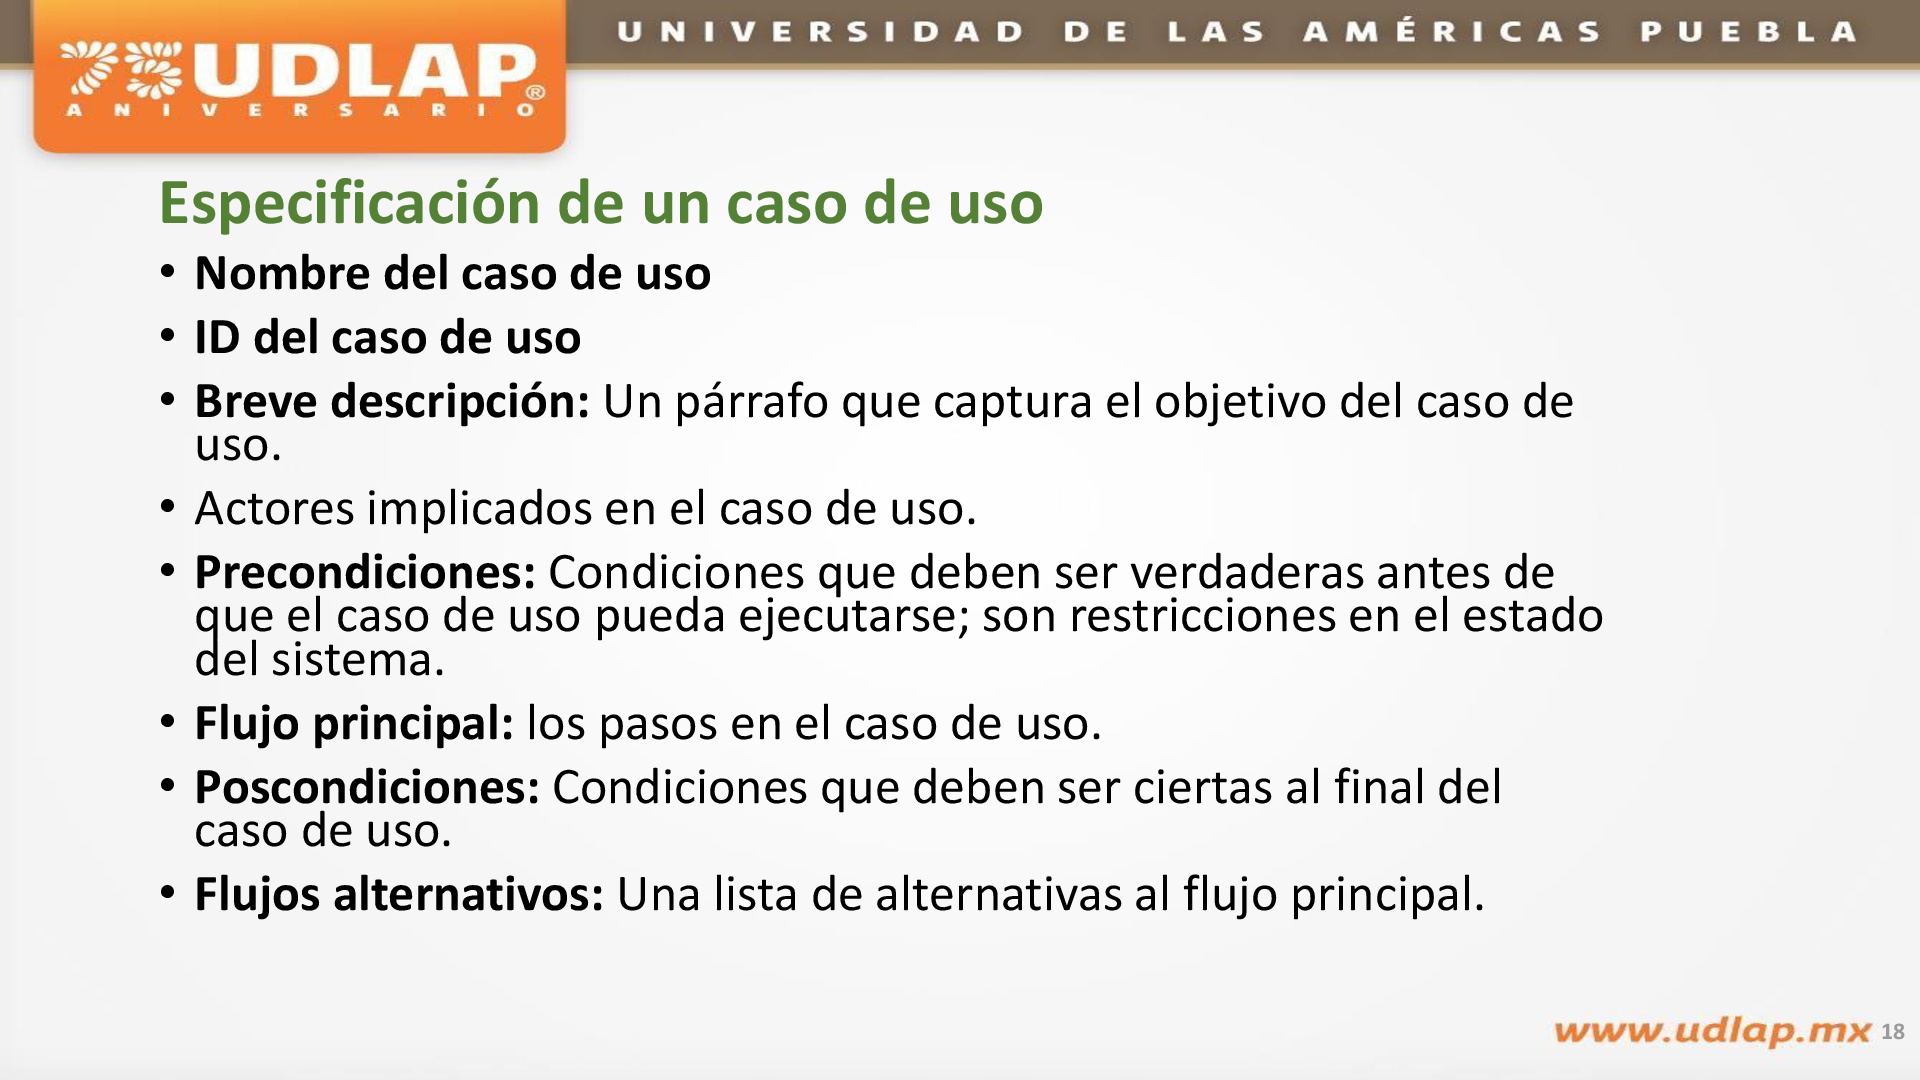 UNIVERSIDAD DE LAS AMÉRICAS PUEBLA
75 UDLAP®
ANIVERSARIO
Especificación de un caso de uso
• Nombre del caso de uso
• ID del caso de uso
• Breve descripción: Un párrafo que captura el objetivo del caso de
uso.
• Actores implicados en el caso de uso.
• Precondiciones: Condiciones que deben ser verdaderas antes de
que el caso de uso pueda ejecutarse; son restricciones en el estado
del sistema.
• Flujo principal: los pasos en el caso de uso.
• Poscondiciones: Condiciones que deben ser ciertas al final del
caso de uso.
• Flujos alternativos: Una lista de alternativas al flujo principal.
www.udlap.mx 18